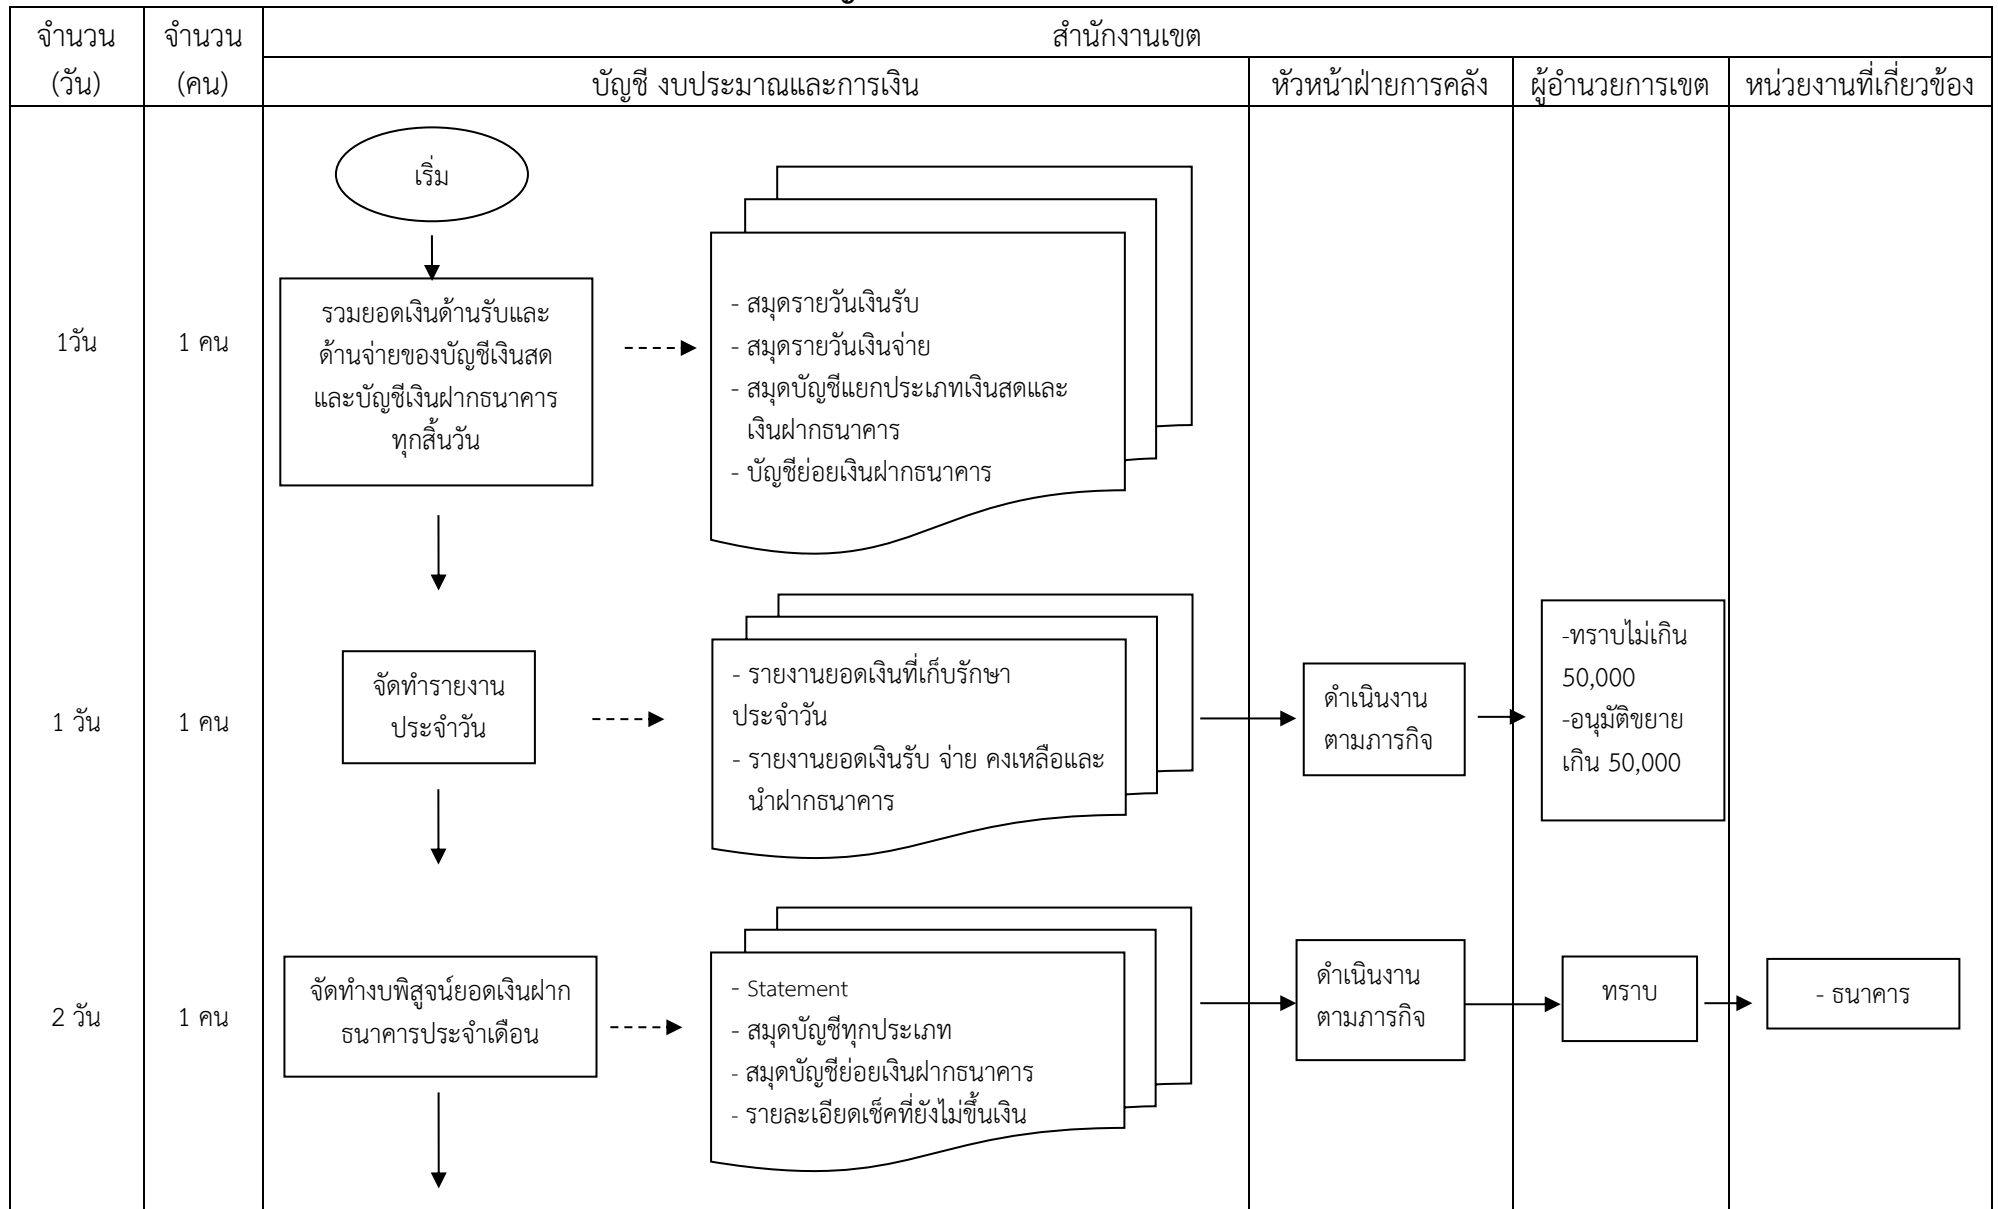 จำนวน
(วัน)
จำนวน
(คน)
สำนักงานเขต
บัญชี งบประมาณและการเงิน
หัวหน้าฝ่ายการคลัง
ผู้อำนวยการเขต
หน่วยงานที่เกี่ยวข้อง
เริ่ม
1วัน
1 คน
รวมยอดเงินด้านรับและ
ด้านจ่ายของบัญชีเงินสด
และบัญชีเงินฝากธนาคาร
ทุกสิ้นวัน
- สมุดรายวันเงินรับ
- สมุดรายวันเงินจ่าย
- สมุดบัญชีแยกประเภทเงินสดและ
เงินฝากธนาคาร
- บัญชีย่อยเงินฝากธนาคาร
1 วัน
1 คน
จัดทำรายงาน
ประจำวัน
- รายงานยอดเงินที่เก็บรักษา
ประจำวัน
- รายงานยอดเงินรับ จ่าย คงเหลือและ
นำฝากธนาคาร
ดำเนินงาน
ตามภารกิจ
-ทราบไม่เกิน
50,000
-อนุมัติขยาย
เกิน 50,000
2 วัน
1 คน
จัดทำงบพิสูจน์ยอดเงินฝาก
ธนาคารประจำเดือน
- Statement
- สมุดบัญชีทุกประเภท
- สมุดบัญชีย่อยเงินฝากธนาคาร
- รายละเอียดเช็คที่ยังไม่ขึ้นเงิน
ดำเนินงาน
ตามภารกิจ
ทราบ
- ธนาคาร